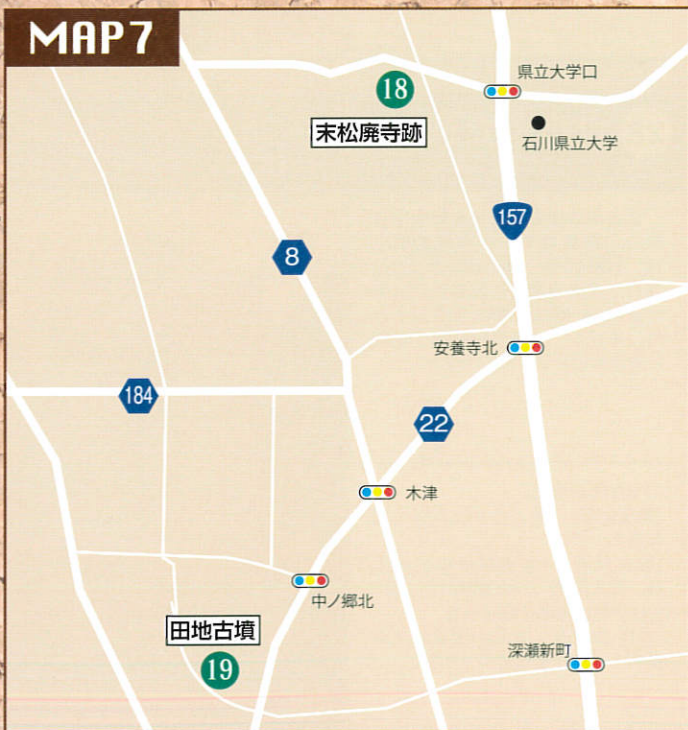 MAP7
県立大学口
18
末松廃寺跡
石川県立大学
157
8
安養寺北
184
22
木津
中ノ郷北
田地古墳
19
深瀬新町